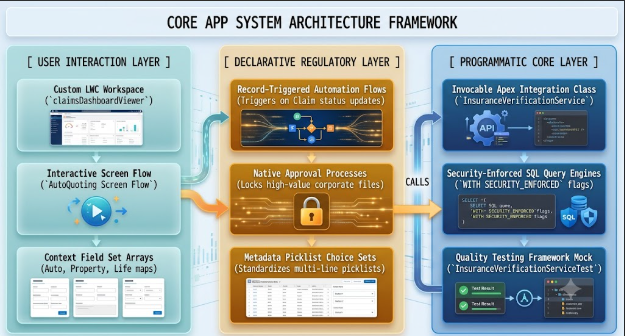 CORE APP SYSTEM ARCHITECTURE FRAMEWORK
[ USER INTERACTION LAYER ]
Custom LWC Workspace
(`claimsDashboardViewer`)
Interactive Screen Flow
(`AutoQuoting Screen Flow`)
Context Field Set Arrays
(Auto, Property, Life maps)
[ DECLARATIVE REGULATORY LAYER ]
Record-Triggered Automation Flows
(Triggers on Claim status updates)
Native Approval Processes
(Locks high-value corporate files)
Metadata Picklist Choice Sets
(Standardizes multi-line picklists)
CALLS
[ PROGRAMMATIC CORE LAYER ]
Invocable Apex Integration Class
(`InsuranceVerificationService`)
API
Security-Enforced SQL Query Engines
(`WITH SECURITY_ENFORCED` flags)
SQL
Quality Testing Framework Mock
(`InsuranceVerificationServiceTest`)
Test Result
Test Result